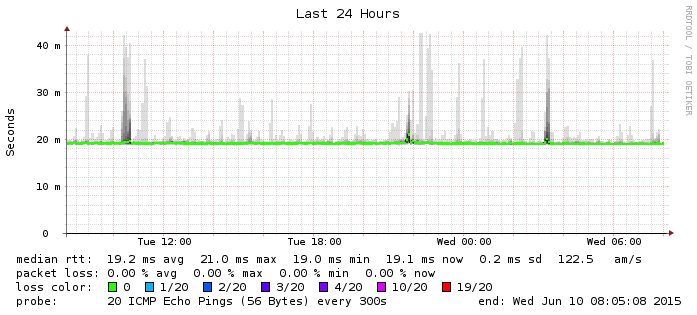 Last 24 Hours
RRDTOOL / TOBI OETIKER
Seconds
40 m
30 m
20 m
10 m
0
Tue 12:00 Tue 18:00 Wed 00:00 Wed 06:00
median rtt: 19.2 ms avg 21.0 ms max 19.0 ms min 19.1 ms now 0.2 ms sd 122.5 am/s
packet loss: 0.00 % avg 0.00 % max 0.00 % min 0.00 % now
loss color: 0 1/20 2/20 3/20 4/20 10/20 19/20
probe: 20 ICMP Echo Pings (56 Bytes) every 300s end: Wed Jun 10 08:05:08 2015